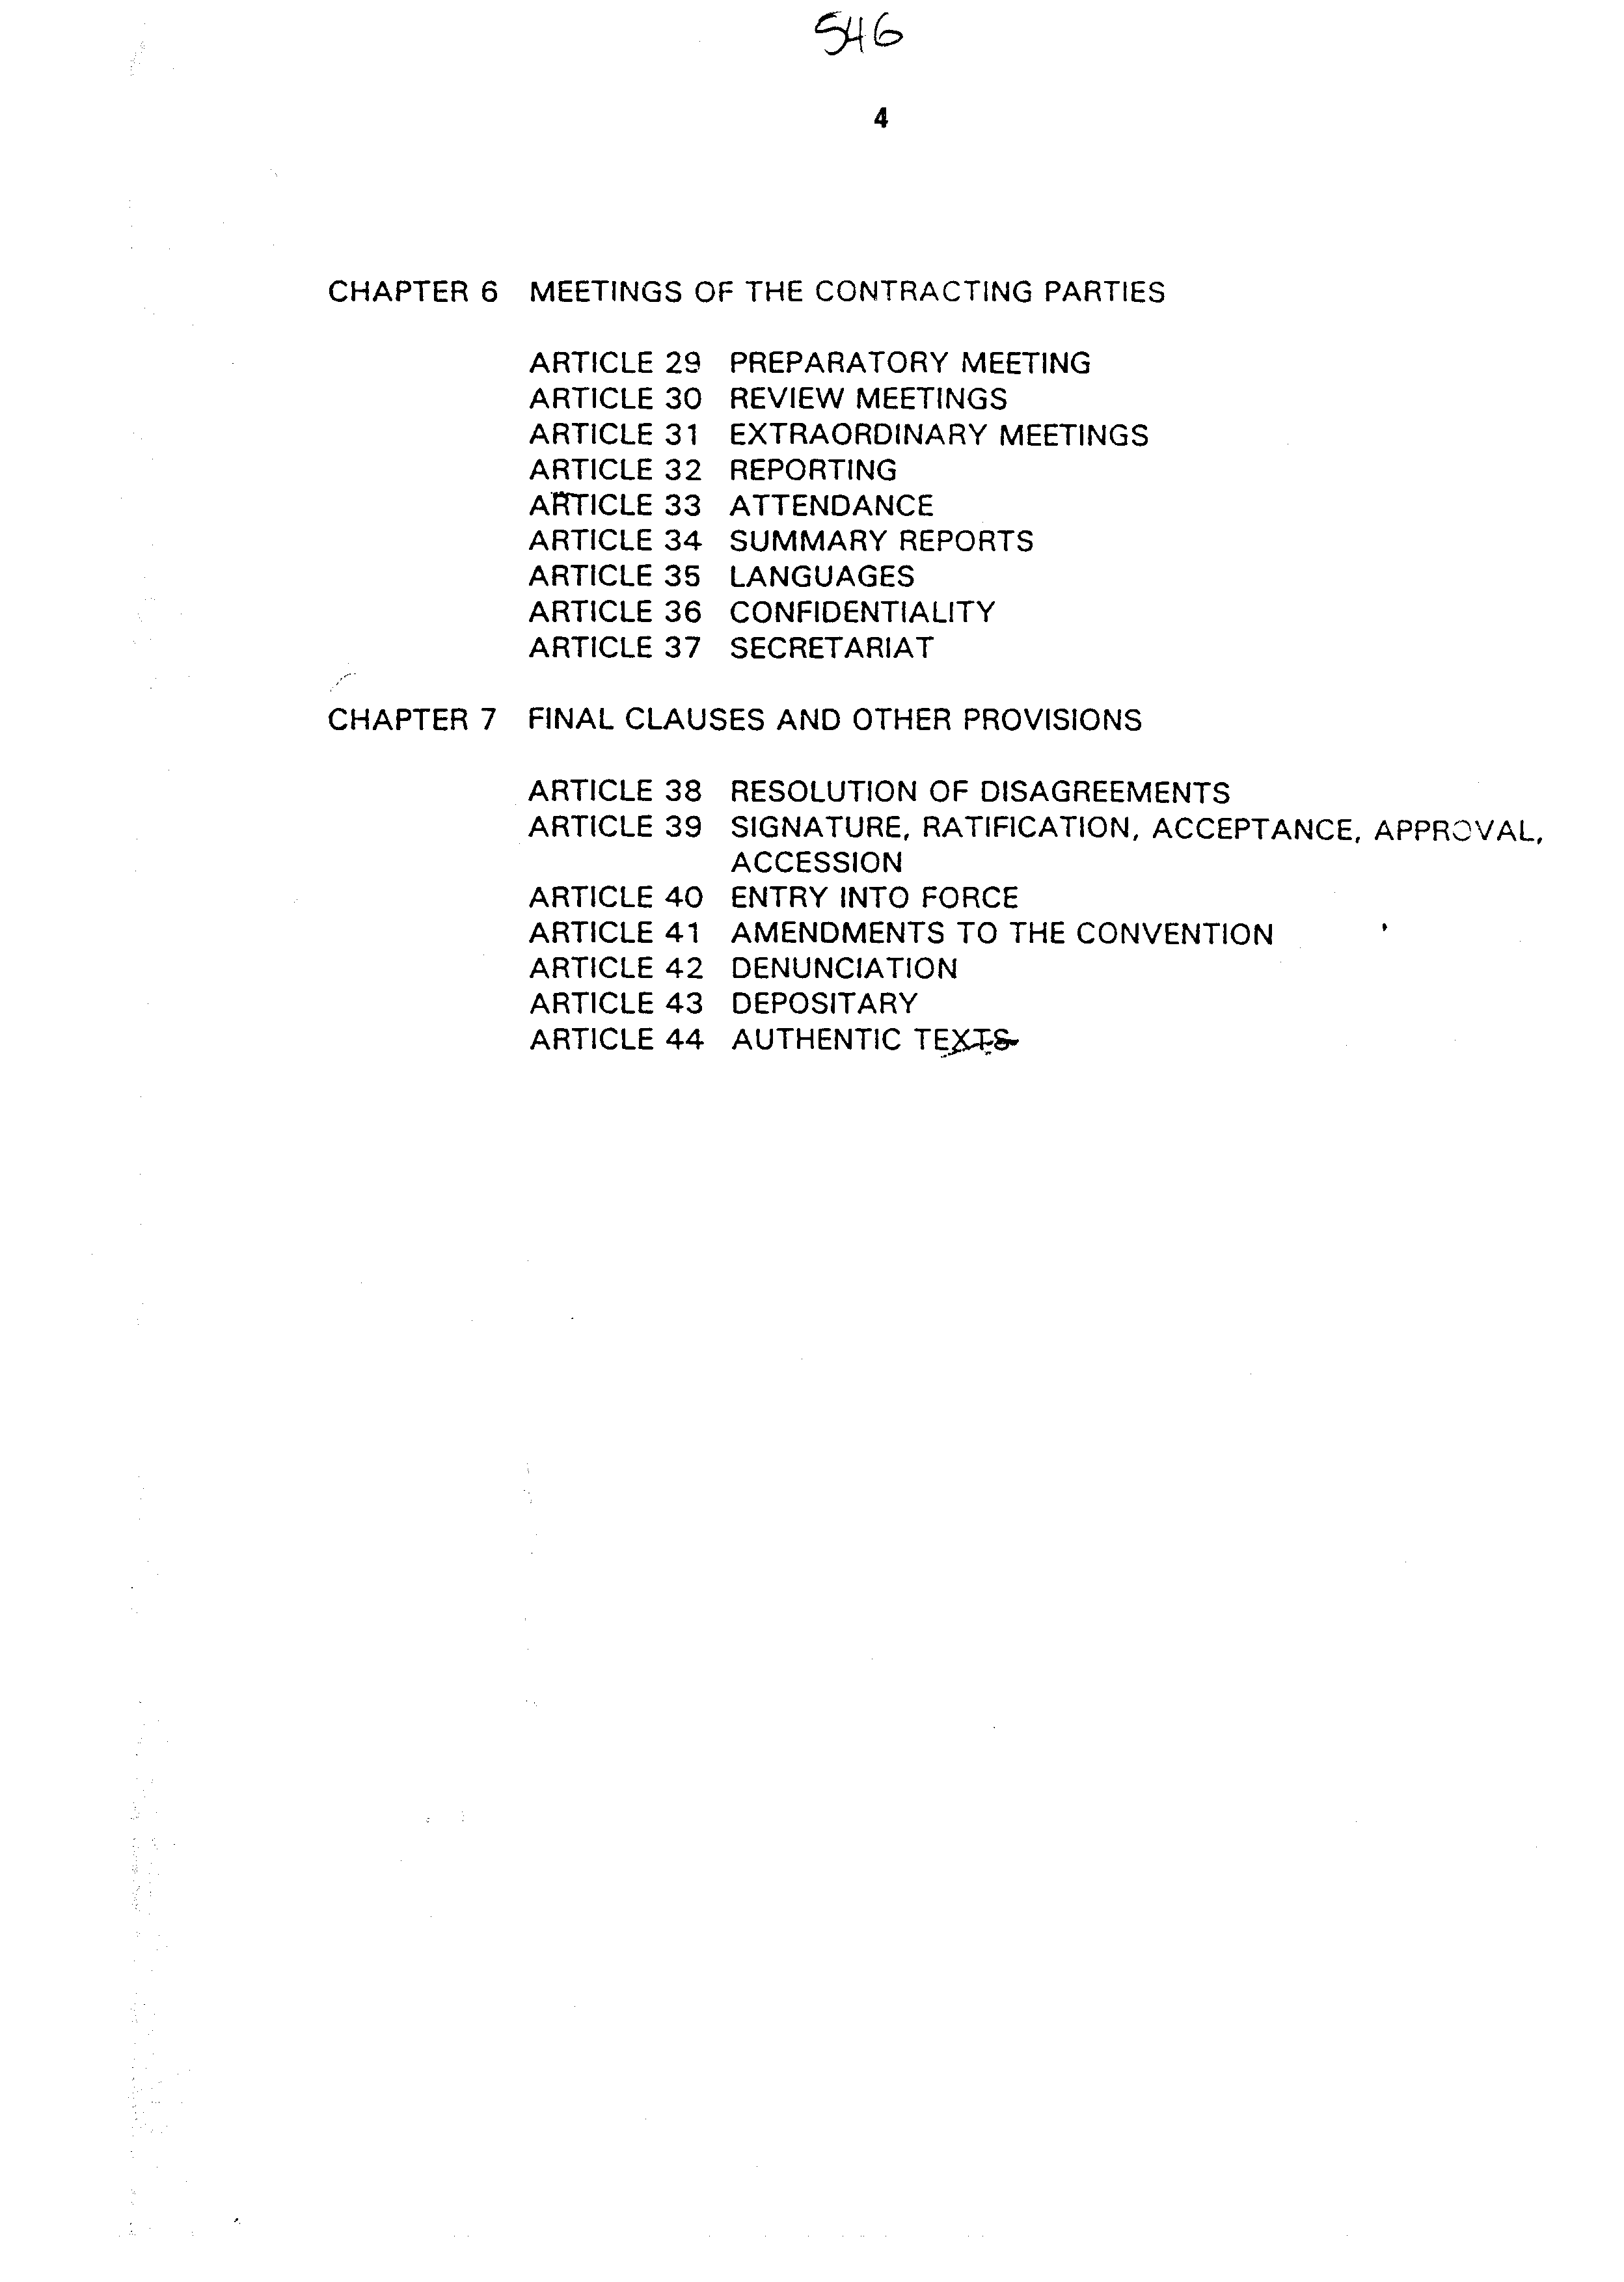 546
4
CHAPTER 6 MEETINGS OF THE CONTRACTING PARTIES
ARTICLE 29 PREPARATORY MEETING
ARTICLE 30 REVIEW MEETINGS
ARTICLE 31 EXTRAORDINARY MEETINGS
ARTICLE 32 REPORTING
ARTICLE 33 ATTENDANCE
ARTICLE 34 SUMMARY REPORTS
ARTICLE 35 LANGUAGES
ARTICLE 36 CONFIDENTIALITY
ARTICLE 37 SECRETARIAT
CHAPTER 7 FINAL CLAUSES AND OTHER PROVISIONS
ARTICLE 38 RESOLUTION OF DISAGREEMENTS
ARTICLE 39 SIGNATURE, RATIFICATION, ACCEPTANCE, APPROVAL,
ACCESSION
ARTICLE 40 ENTRY INTO FORCE
ARTICLE 41 AMENDMENTS TO THE CONVENTION
ARTICLE 42 DENUNCIATION
ARTICLE 43 DEPOSITARY
ARTICLE 44 AUTHENTIC TEXTS